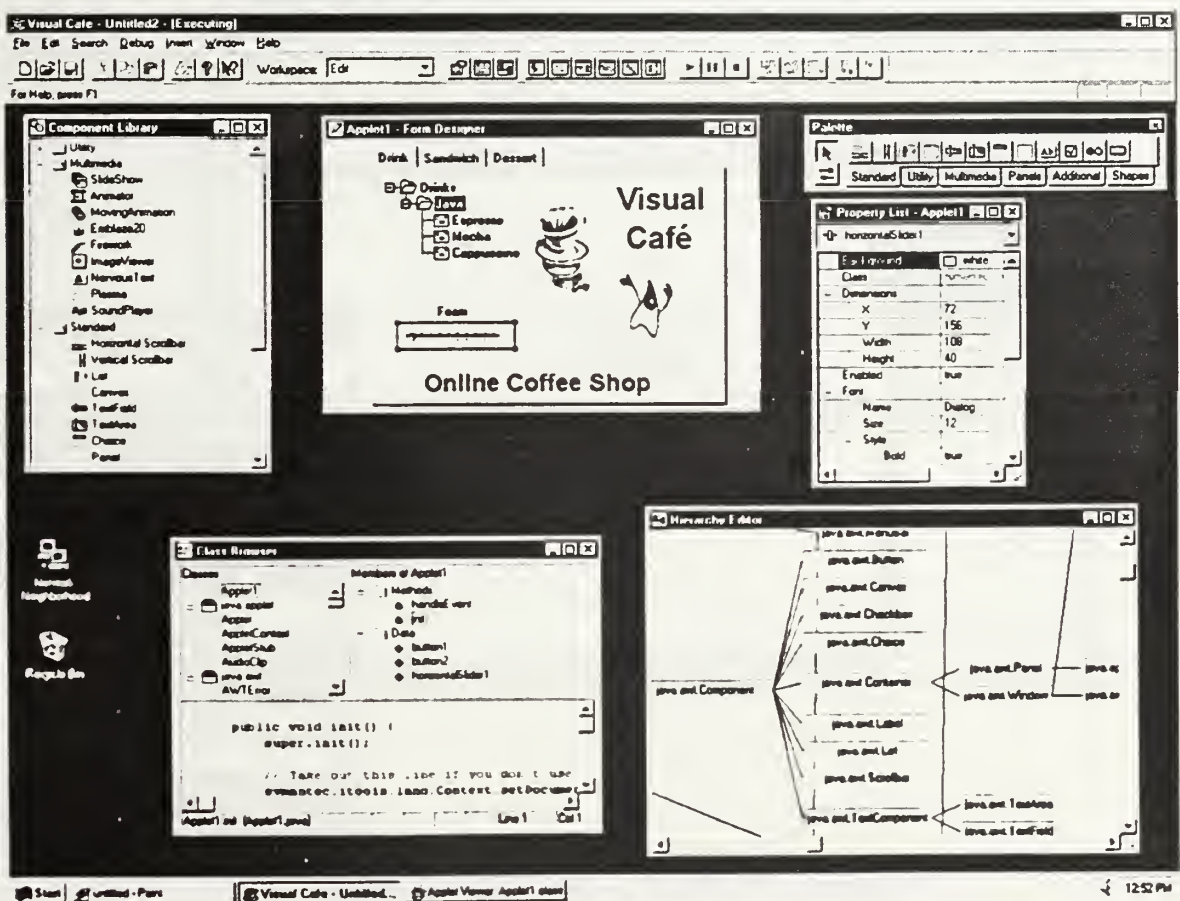 Visual Cafe - Untitled2 - [Executing]
File Edit Search Debug Insert Window Help
Workspace: Edit
For Help, press F1
Component Library
Utility
Multimedia
SlideShow
Animator
MovingAnimation
Emblaze20
Firework
ImageViewer
NervousText
Plasma
SoundPlayer
Standard
Horizontal Scrollbar
Vertical Scrollbar
List
Canvas
TextField
TextArea
Choice
Panel
Applet1 - Form Designer
Drink Sandwich Dessert
Drinks
Java
Espresso
Mocha
Cappuccino
Visual
Café
Foam
Online Coffee Shop
Palette
Standard Utility Multimedia Panels Additional Shapes
Property List - Applet1
horizontalSlider1
Background white
Class
Dimensions
X 72
Y 156
Width 108
Height 40
Enabled true
Font
Name Dialog
Size 12
Style
Bold true
Network
Neighborhood
Recycle Bin
Class Browser
Classes Members of Applet1
Applet1
java.applet
Applet
AppletContext
AppletStub
AudioClip
java.awt
AWTError
Methods
handleEvent
init
Data
button1
button2
horizontalSlider1
public void init() {
super.init();
// Take out this line if you don't use
symantec.itools.lang.Context.setDocumen
Applet1.init (Applet1.java) Line 1 Col 1
Hierarchy Editor
java.awt.MenuBar
java.awt.Button
java.awt.Canvas
java.awt.Checkbox
java.awt.Choice
java.awt.Component
java.awt.Container
java.awt.Panel
java.awt.Window
java.awt.Label
java.awt.List
java.awt.Scrollbar
java.awt.TextComponent
java.awt.TextArea
java.awt.TextField
Start untitled - Paint Visual Cafe - Untitled... Applet Viewer: Applet1.class 12:52 PM